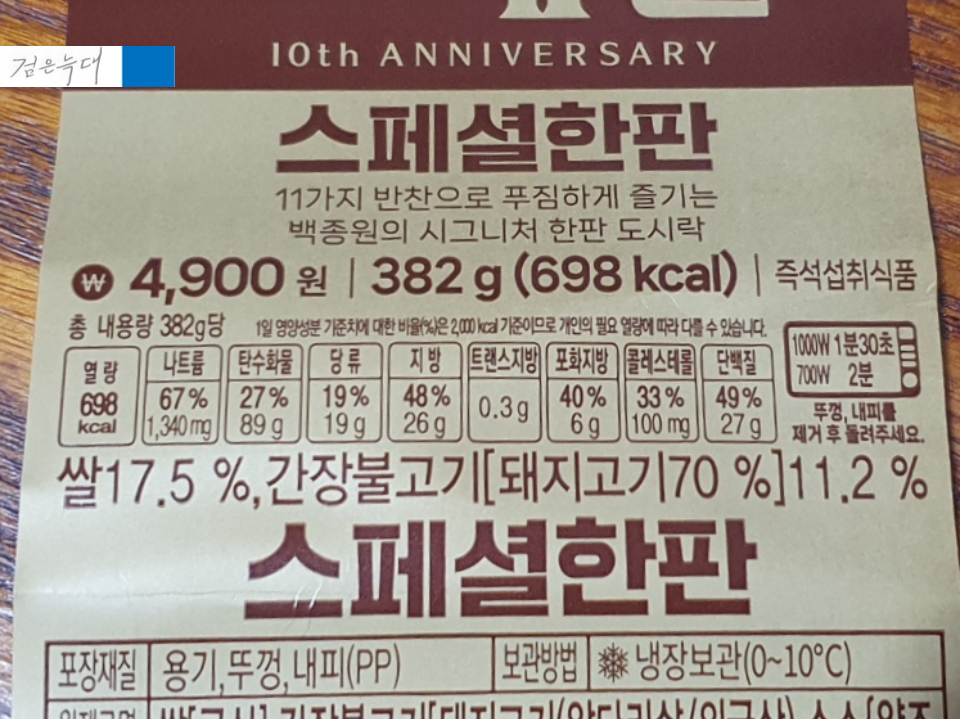 검은늑대
10th ANNIVERSARY
스페셜한판
11가지 반찬으로 푸짐하게 즐기는
백종원의 시그니처 한판 도시락
₩ 4,900 원 | 382 g (698 kcal) | 즉석섭취식품
총 내용량 382g당 1일 영양성분 기준치에 대한 비율(%)은 2,000 kcal 기준이므로 개인의 필요 열량에 따라 다를 수 있습니다.
열량 나트륨 탄수화물 당류 지방 트랜스지방 포화지방 콜레스테롤 단백질
698 kcal 67% 27% 19% 48% 0.3g 40% 33% 49%
1,340 mg 89 g 19 g 26 g 6 g 100 mg 27 g
1000W 1분30초
700W 2분
뚜껑, 내피를
제거 후 돌려주세요.
쌀17.5 %,간장불고기[돼지고기70 %]11.2 %
스페셜한판
포장재질 용기,뚜껑,내피(PP) 보관방법 냉장보관(0~10°C)